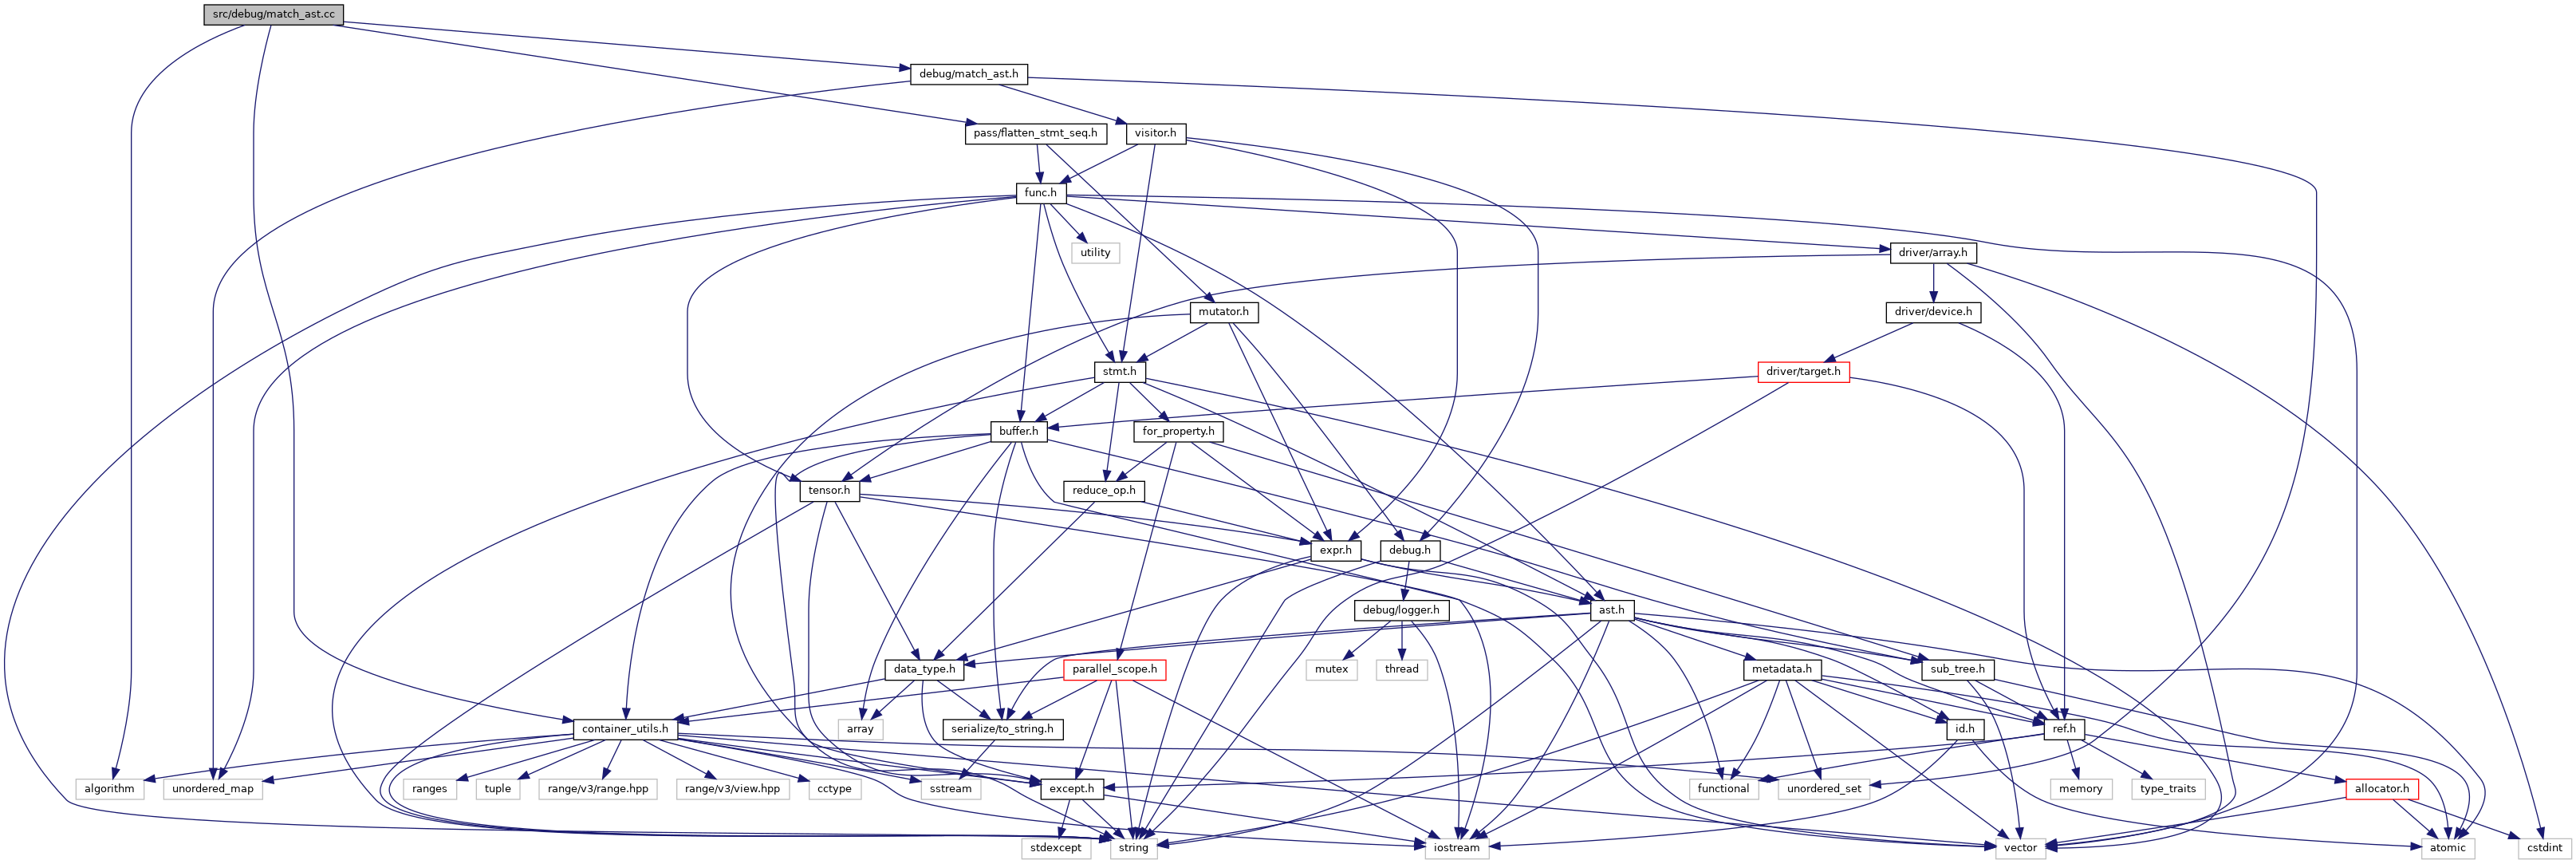 src/debug/match_ast.cc
debug/match_ast.h
pass/flatten_stmt_seq.h
visitor.h
func.h
utility
driver/array.h
mutator.h
driver/device.h
stmt.h
driver/target.h
buffer.h
for_property.h
tensor.h
reduce_op.h
expr.h
debug.h
debug/logger.h
ast.h
data_type.h
parallel_scope.h
mutex
thread
metadata.h
sub_tree.h
container_utils.h
array
serialize/to_string.h
id.h
ref.h
algorithm
unordered_map
ranges
tuple
range/v3/range.hpp
range/v3/view.hpp
cctype
sstream
except.h
functional
unordered_set
memory
type_traits
allocator.h
stdexcept
string
iostream
vector
atomic
cstdint